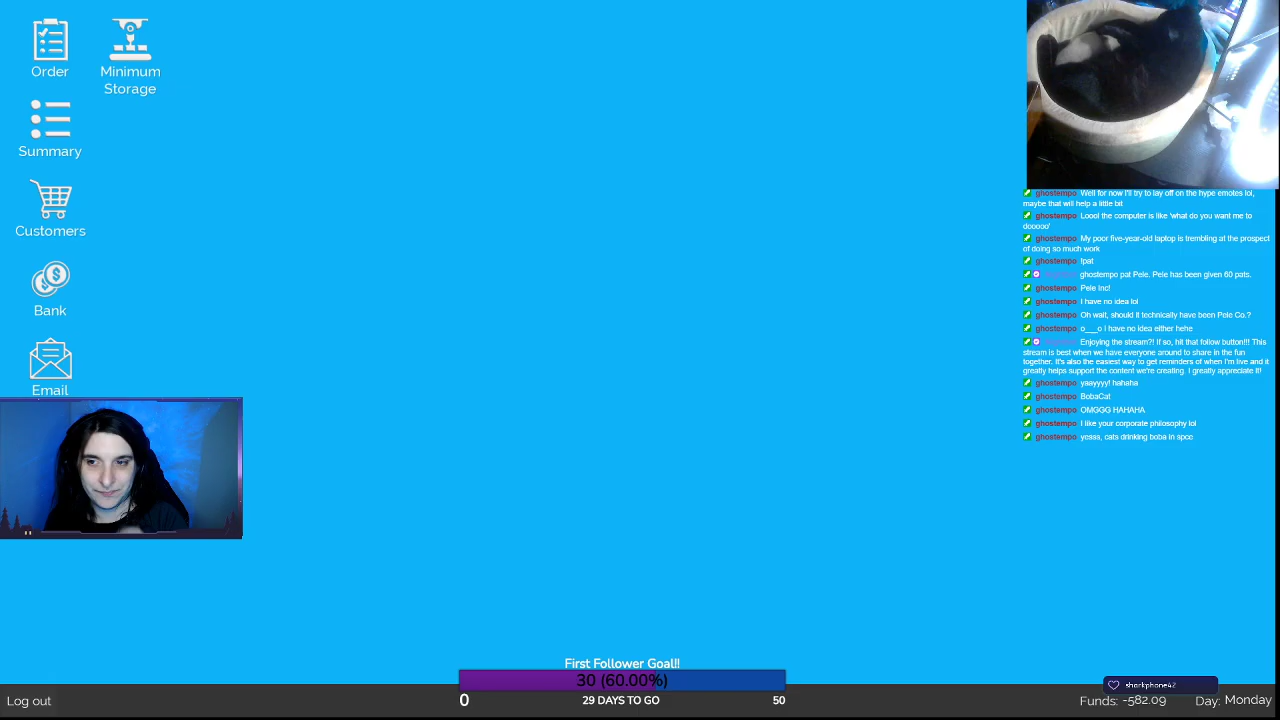 Order
Minimum
Storage
Summary
Customers
Bank
Email
ghostempo Well for now I'll try to lay off on the hype emotes lol,
maybe that will help a little bit
ghostempo Loool the computer is like 'what do you want me to
dooooo'
ghostempo My poor five-year-old laptop is trembling at the prospect
of doing so much work
ghostempo !pat
ghostempo pat Pele. Pele has been given 60 pats.
ghostempo Pele Inc!
ghostempo I have no idea lol
ghostempo Oh wait, should it technically have been Pele Co.?
ghostempo o___o I have no idea either hehe
Enjoying the stream?! If so, hit that follow button!!! This
stream is best when we have everyone around to share in the fun
together. It's also the easiest way to get reminders of when I'm live and it
greatly helps support the content we're creating. I greatly appreciate it!
ghostempo yaayyyy! hahaha
ghostempo BobaCat
ghostempo OMGGG HAHAHA
ghostempo I like your corporate philosophy lol
ghostempo yesss, cats drinking boba in spce
First Follower Goal!!
30 (60.00%)
0 29 DAYS TO GO 50
sharkphone42
Log out
Funds: -582.09 Day: Monday